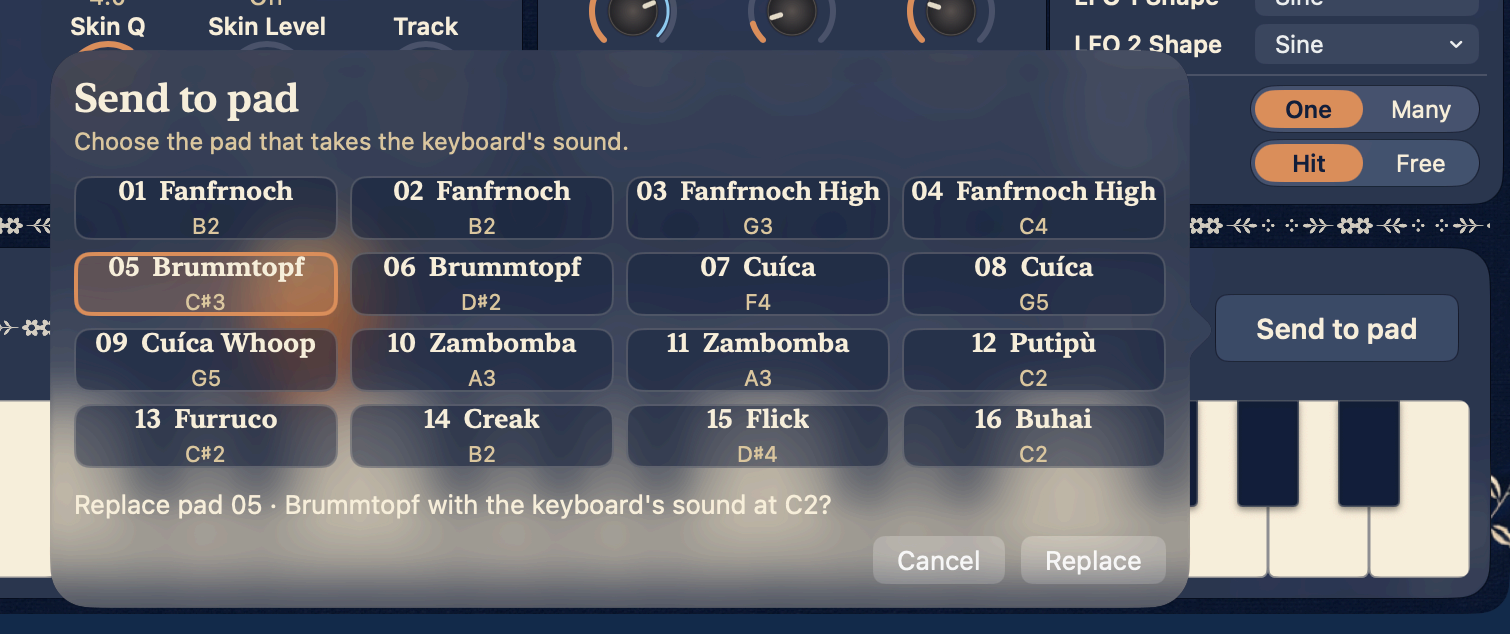 Skin Q
Skin Level
Track
LFO 1 Shape
Sine
LFO 2 Shape
Sine
One
Many
Hit
Free
Send to pad
Choose the pad that takes the keyboard's sound.
01 Fanfrnoch
B2
02 Fanfrnoch
B2
03 Fanfrnoch High
G3
04 Fanfrnoch High
C4
05 Brummtopf
C#3
06 Brummtopf
D#2
07 Cuíca
F4
08 Cuíca
G5
09 Cuíca Whoop
G5
10 Zambomba
A3
11 Zambomba
A3
12 Putipù
C2
13 Furruco
C#2
14 Creak
B2
15 Flick
D#4
16 Buhai
C2
Replace pad 05 · Brummtopf with the keyboard's sound at C2?
Cancel
Replace
Send to pad